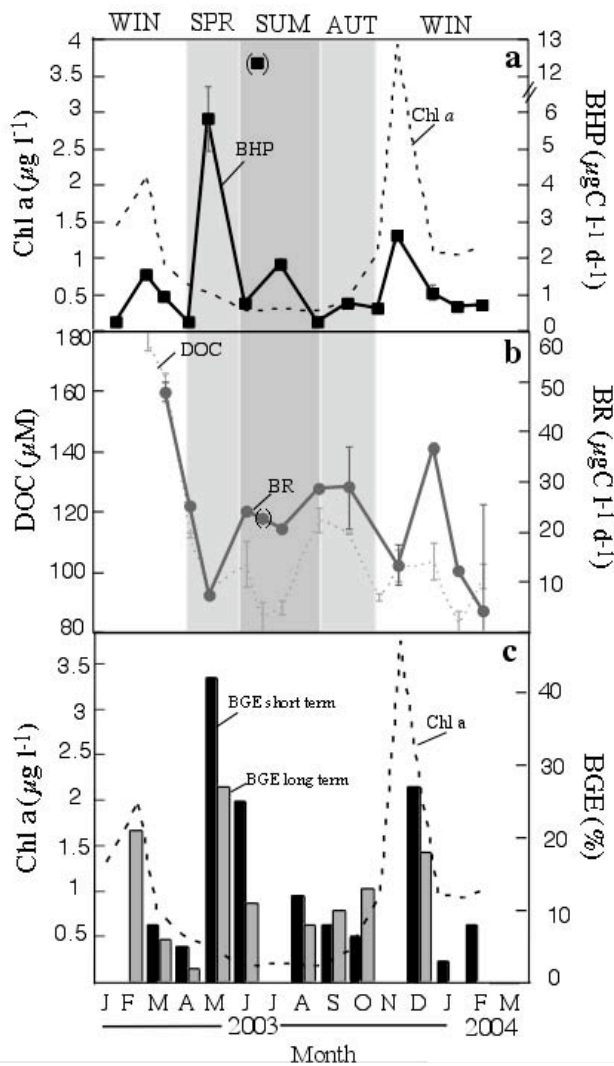 WIN SPR SUM AUT WIN
a
4
3.5
3
2.5
2
1.5
1
0.5
Chl a (µg l⁻¹)
(■)
BHP
Chl a
13
12
6
5
4
3
2
1
0
BHP (µgC l-1 d-1)
b
180
160
140
120
100
80
DOC (µM)
DOC
BR
()
60
50
40
30
20
10
BR (µgC l-1 d-1)
c
3.5
3
2.5
2
1.5
1
0.5
Chl a (µg l-1)
BGE short term
BGE long term
Chl a
40
30
20
10
0
BGE (%)
J F M A M J J A S O N D J F M
2003 2004
Month